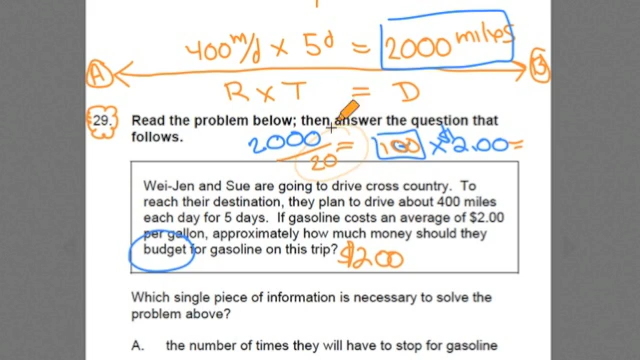 400 m/d x 5d = 2000 miles
A B
R x T = D
29. Read the problem below; then answer the question that
follows.
2000/20 = 100 x $2.00 =
Wei-Jen and Sue are going to drive cross country. To
reach their destination, they plan to drive about 400 miles
each day for 5 days. If gasoline costs an average of $2.00
per gallon, approximately how much money should they
budget for gasoline on this trip? $200
Which single piece of information is necessary to solve the
problem above?
A. the number of times they will have to stop for gasoline